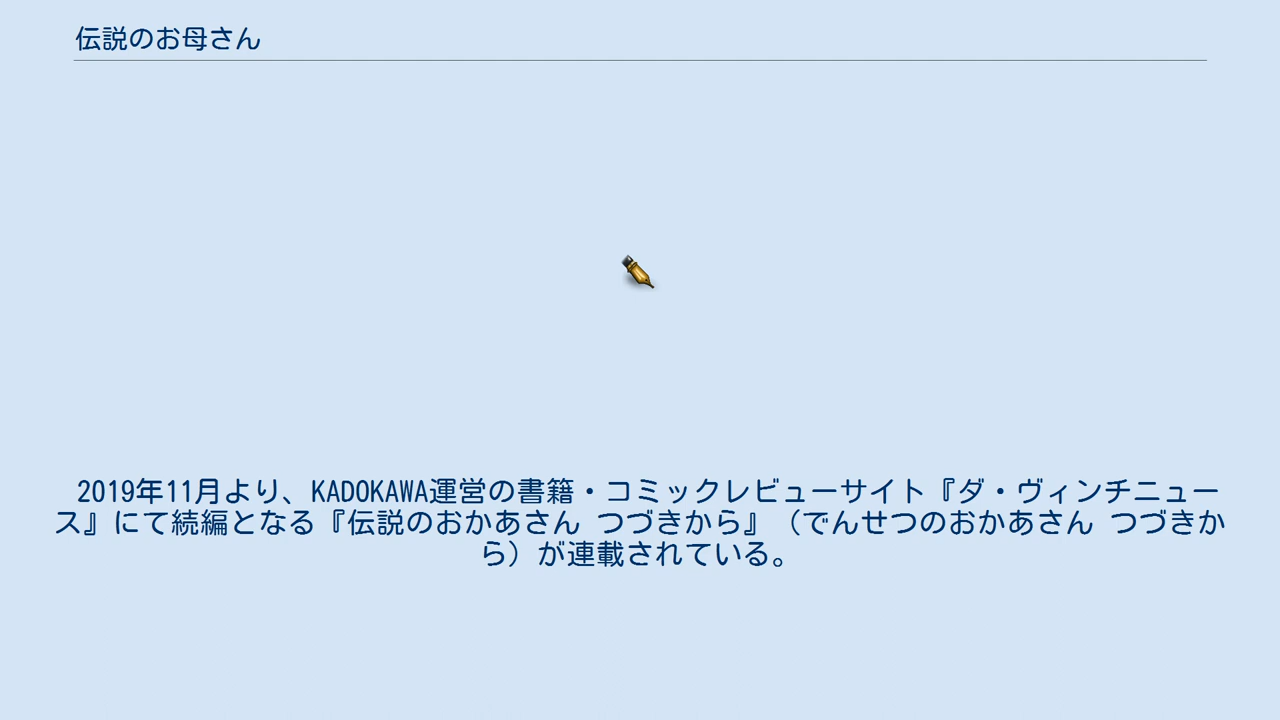 伝説のお母さん
2019年11月より、KADOKAWA運営の書籍・コミックレビューサイト『ダ・ヴィンチニュー
ス』にて続編となる『伝説のおかあさん つづきから』（でんせつのおかあさん つづきか
ら）が連載されている。